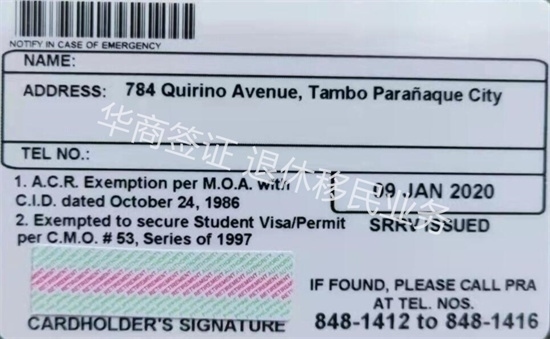 NOTIFY IN CASE OF EMERGENCY
NAME:
ADDRESS: 784 Quirino Avenue, Tambo Parañaque City
TEL NO.:
1. A.C.R. Exemption per M.O.A. with
C.I.D. dated October 24, 1986
2. Exempted to secure Student Visa/Permit
per C.M.O. # 53, Series of 1997
09 JAN 2020
SRRV ISSUED
IF FOUND, PLEASE CALL PRA
AT TEL. NOS.
848-1412 to 848-1416
CARDHOLDER'S SIGNATURE
华商签证 退休移民业务